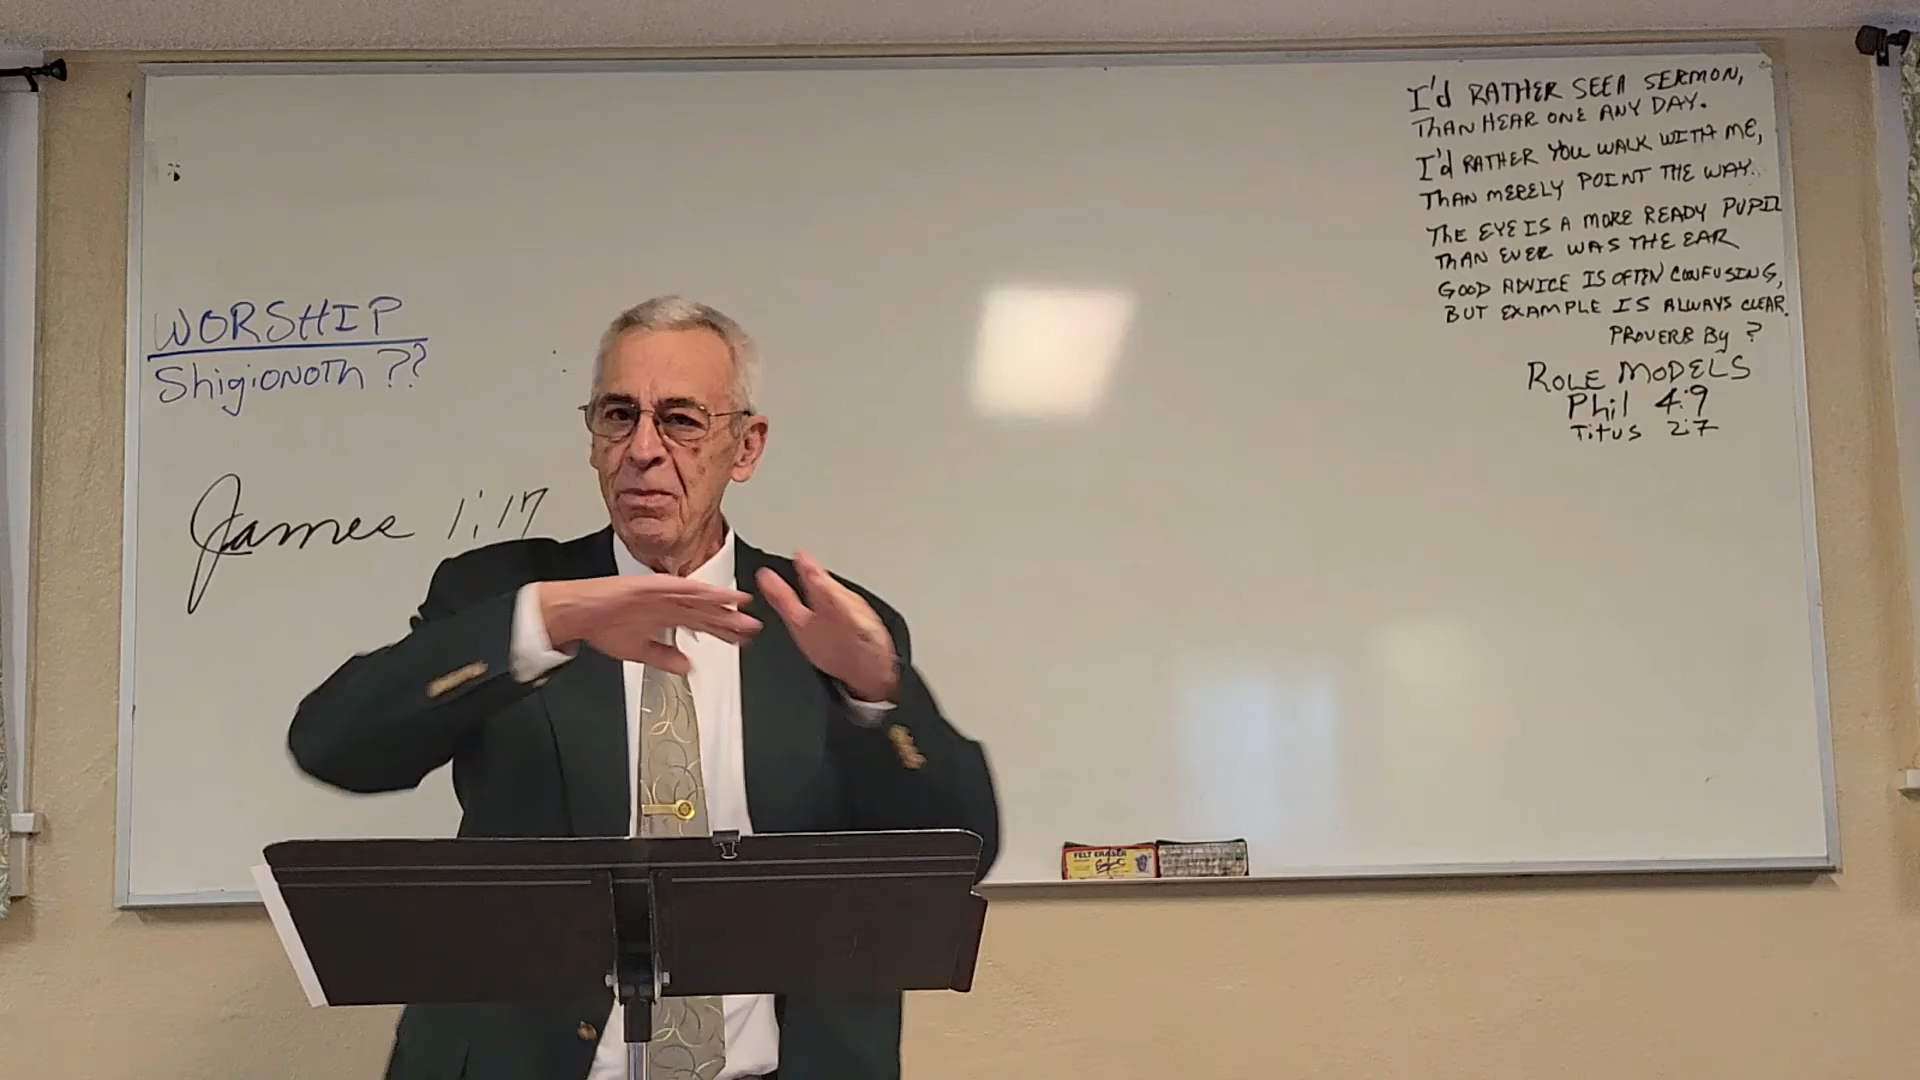 WORSHIP
Shigionoth ??
James 1:17
I'd RATHER SEE A SERMON,
THAN HEAR ONE ANY DAY.
I'd RATHER YOU WALK WITH ME,
THAN MERELY POINT THE WAY.
THE EYE IS A MORE READY PUPIL
THAN EVER WAS THE EAR
GOOD ADVICE IS OFTEN CONFUSING,
BUT EXAMPLE IS ALWAYS CLEAR.
PROVERB By ?
ROLE MODELS
Phil 4:9
Titus 2:7
FELT ERASER